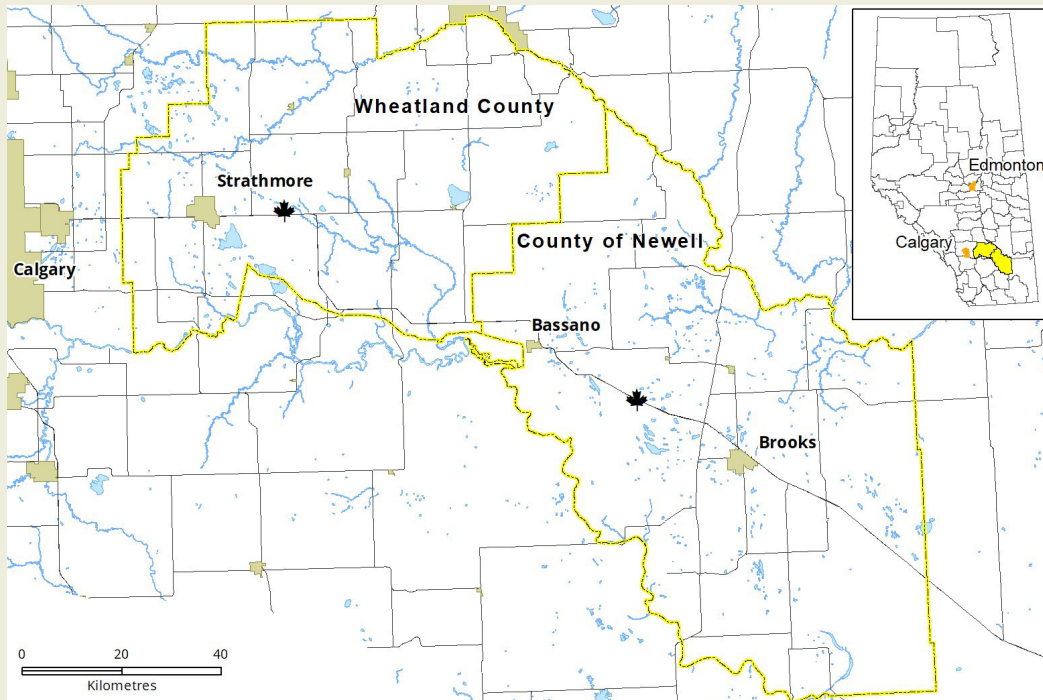 Wheatland County
Edmonton
Strathmore
County of Newell
Calgary
Calgary
Bassano
Brooks
0 20 40
Kilometres